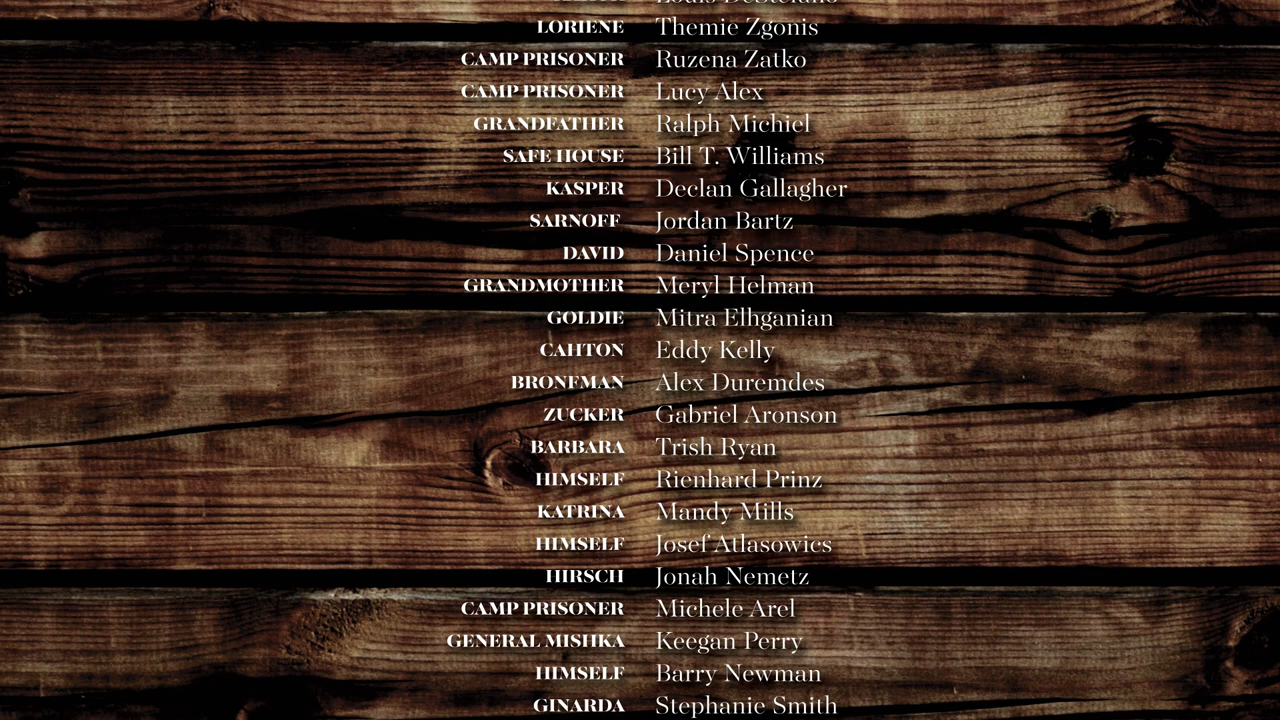 LORIENE Themie Zgonis
CAMP PRISONER Ruzena Zatko
CAMP PRISONER Lucy Alex
GRANDFATHER Ralph Michiel
SAFE HOUSE Bill T. Williams
KASPER Declan Gallagher
SARNOFF Jordan Bartz
DAVID Daniel Spence
GRANDMOTHER Meryl Helman
GOLDIE Mitra Elhganian
CAHTON Eddy Kelly
BRONFMAN Alex Duremdes
ZUCKER Gabriel Aronson
BARBARA Trish Ryan
HIMSELF Rienhard Prinz
KATRINA Mandy Mills
HIMSELF Josef Atlasowics
HIRSCH Jonah Nemetz
CAMP PRISONER Michele Arel
GENERAL MISHKA Keegan Perry
HIMSELF Barry Newman
GINARDA Stephanie Smith